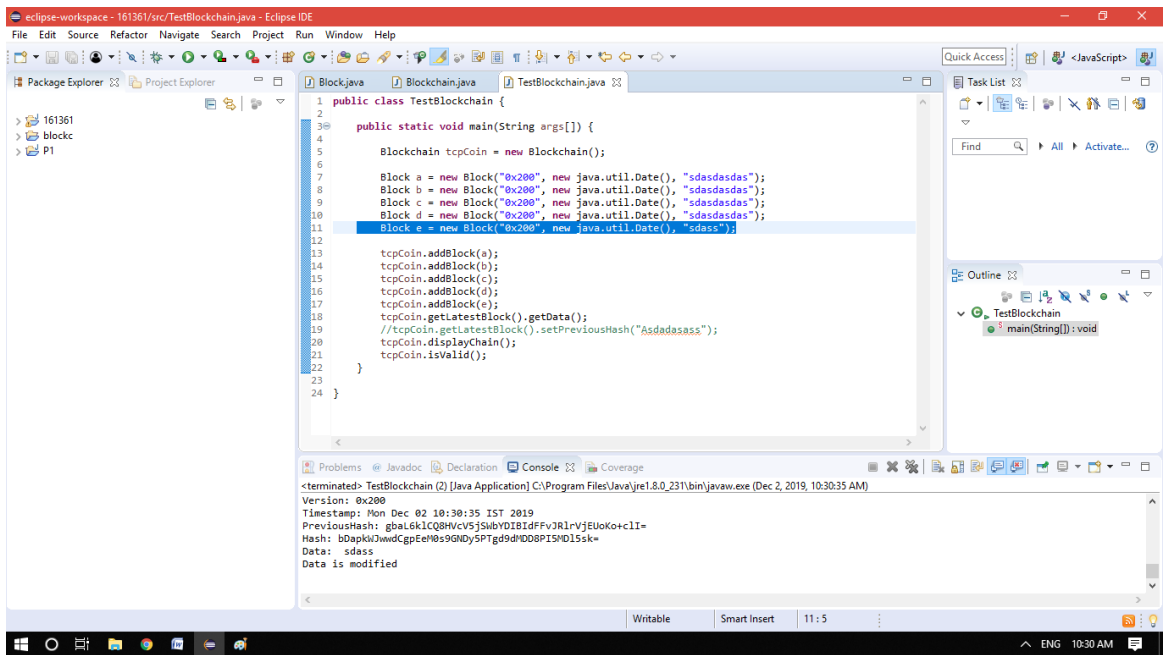 eclipse-workspace - 161361/src/TestBlockchain.java - Eclipse IDE
File Edit Source Refactor Navigate Search Project Run Window Help
Quick Access <JavaScript>
Package Explorer Project Explorer
161361
blockc
P1
Block.java Blockchain.java TestBlockchain.java
1 public class TestBlockchain {
2
3 public static void main(String args[]) {
4
5 Blockchain tcpCoin = new Blockchain();
6
7 Block a = new Block("0x200", new java.util.Date(), "sdasdasdas");
8 Block b = new Block("0x200", new java.util.Date(), "sdasdasdas");
9 Block c = new Block("0x200", new java.util.Date(), "sdasdasdas");
10 Block d = new Block("0x200", new java.util.Date(), "sdasdasdas");
11 Block e = new Block("0x200", new java.util.Date(), "sdass");
12
13 tcpCoin.addBlock(a);
14 tcpCoin.addBlock(b);
15 tcpCoin.addBlock(c);
16 tcpCoin.addBlock(d);
17 tcpCoin.addBlock(e);
18 tcpCoin.getLatestBlock().getData();
19 //tcpCoin.getLatestBlock().setPreviousHash("Asdadasass");
20 tcpCoin.displayChain();
21 tcpCoin.isValid();
22 }
23
24 }
Task List
Find All Activate...
Outline
TestBlockchain
main(String[]) : void
Problems Javadoc Declaration Console Coverage
<terminated> TestBlockchain (2) [Java Application] C:\Program Files\Java\jre1.8.0_231\bin\javaw.exe (Dec 2, 2019, 10:30:35 AM)
Version: 0x200
Timestamp: Mon Dec 02 10:30:35 IST 2019
PreviousHash: gbaL6klCQ8HVcV5jSWbYDIBIdFFvJRlrVjEUoKo+clI=
Hash: bDapkWJwwdCgpEeM0s9GNDy5PTgd9dMDD8PI5MDl5sk=
Data: sdass
Data is modified
Writable Smart Insert 11 : 5
ENG 10:30 AM